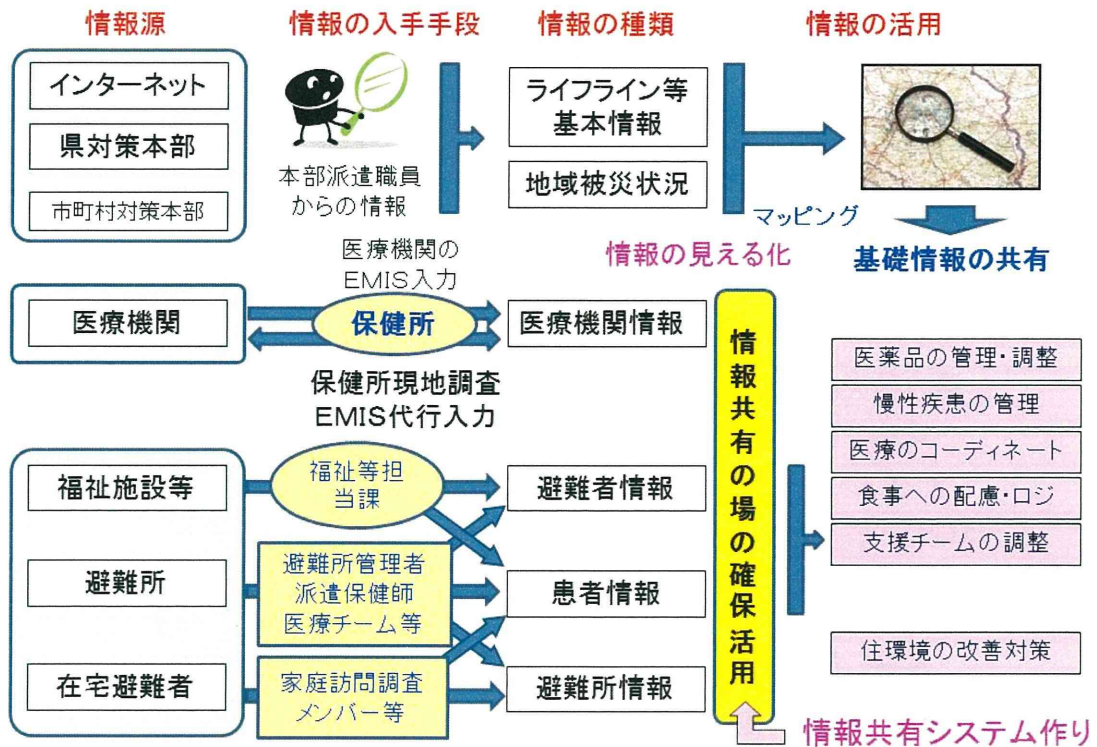 情報源
情報の入手手段
情報の種類
情報の活用
インターネット
県対策本部
市町村対策本部
本部派遣職員
からの情報
ライフライン等
基本情報
地域被災状況
マッピング
情報の見える化
基礎情報の共有
医療機関の
EMIS入力
医療機関
保健所
医療機関情報
保健所現地調査
EMIS代行入力
福祉施設等
福祉等担
当課
避難者情報
避難所
避難所管理者
派遣保健師
医療チーム等
患者情報
在宅避難者
家庭訪問調査
メンバー等
避難所情報
情報共有の場の確保活用
医薬品の管理・調整
慢性疾患の管理
医療のコーディネート
食事への配慮・ロジ
支援チームの調整
住環境の改善対策
情報共有システム作り